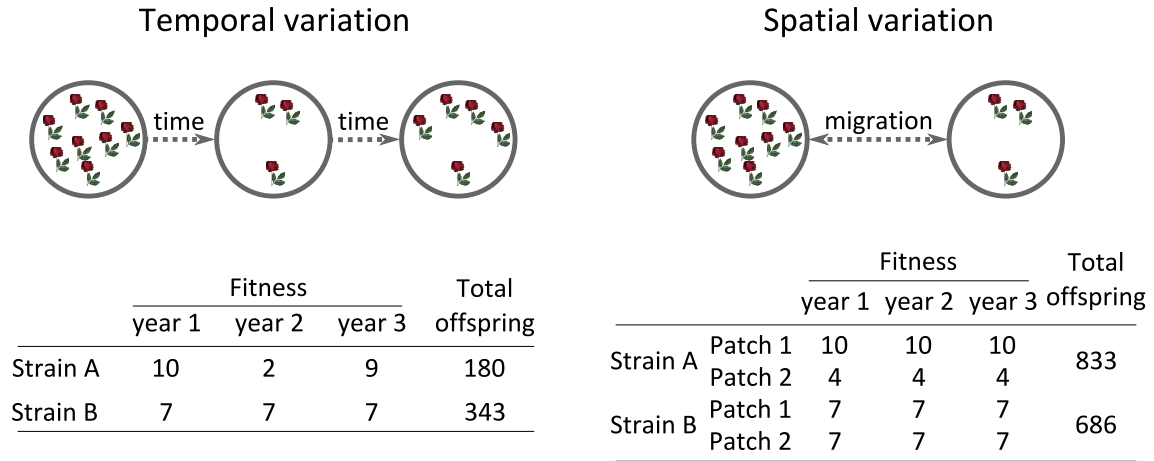 Temporal variation
time
time
Fitness
Total
year 1 year 2 year 3 offspring
Strain A 10 2 9 180
Strain B 7 7 7 343
Spatial variation
migration
Fitness
Total
year 1 year 2 year 3 offspring
Strain A Patch 1 10 10 10 833
Patch 2 4 4 4
Strain B Patch 1 7 7 7 686
Patch 2 7 7 7